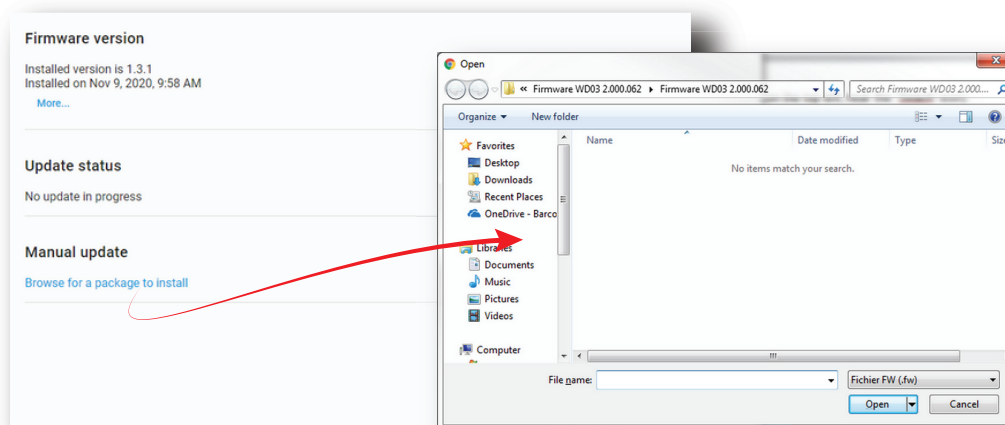 Firmware version
Installed version is 1.3.1
Installed on Nov 9, 2020, 9:58 AM
More...
Update status
No update in progress
Manual update
Browse for a package to install
Open
« Firmware WD03 2.000.062 ▸ Firmware WD03 2.000.062
Search Firmware WD03 2.000....
Organize
New folder
Name
Date modified
Type
Size
No items match your search.
Favorites
Desktop
Downloads
Recent Places
OneDrive - Barco
Libraries
Documents
Music
Pictures
Videos
Computer
File name:
Fichier FW (.fw)
Open
Cancel